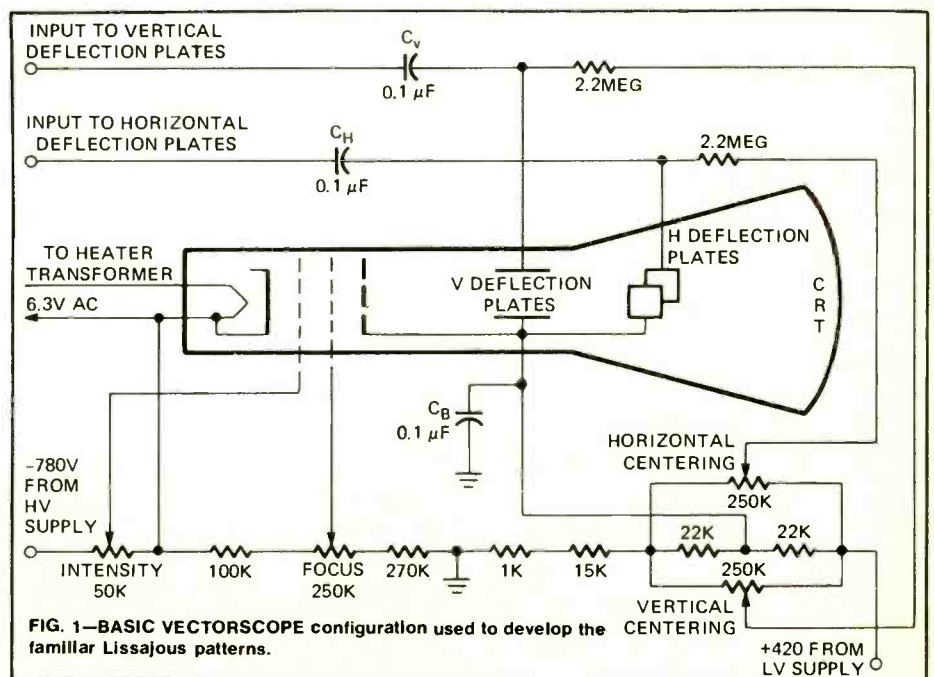 INPUT TO VERTICAL
DEFLECTION PLATES
Cv
0.1 µF
2.2MEG
INPUT TO HORIZONTAL
DEFLECTION PLATES
CH
0.1 µF
2.2MEG
TO HEATER
TRANSFORMER
6.3V AC
V DEFLECTION
PLATES
H DEFLECTION
PLATES
C
R
T
CB
0.1 µF
HORIZONTAL
CENTERING
250K
-780V
FROM
HV
SUPPLY
INTENSITY
50K
100K
FOCUS
250K
270K
1K
15K
22K
22K
250K
VERTICAL
CENTERING
+420 FROM
LV SUPPLY
FIG. 1—BASIC VECTORSCOPE configuration used to develop the
familiar Lissajous patterns.